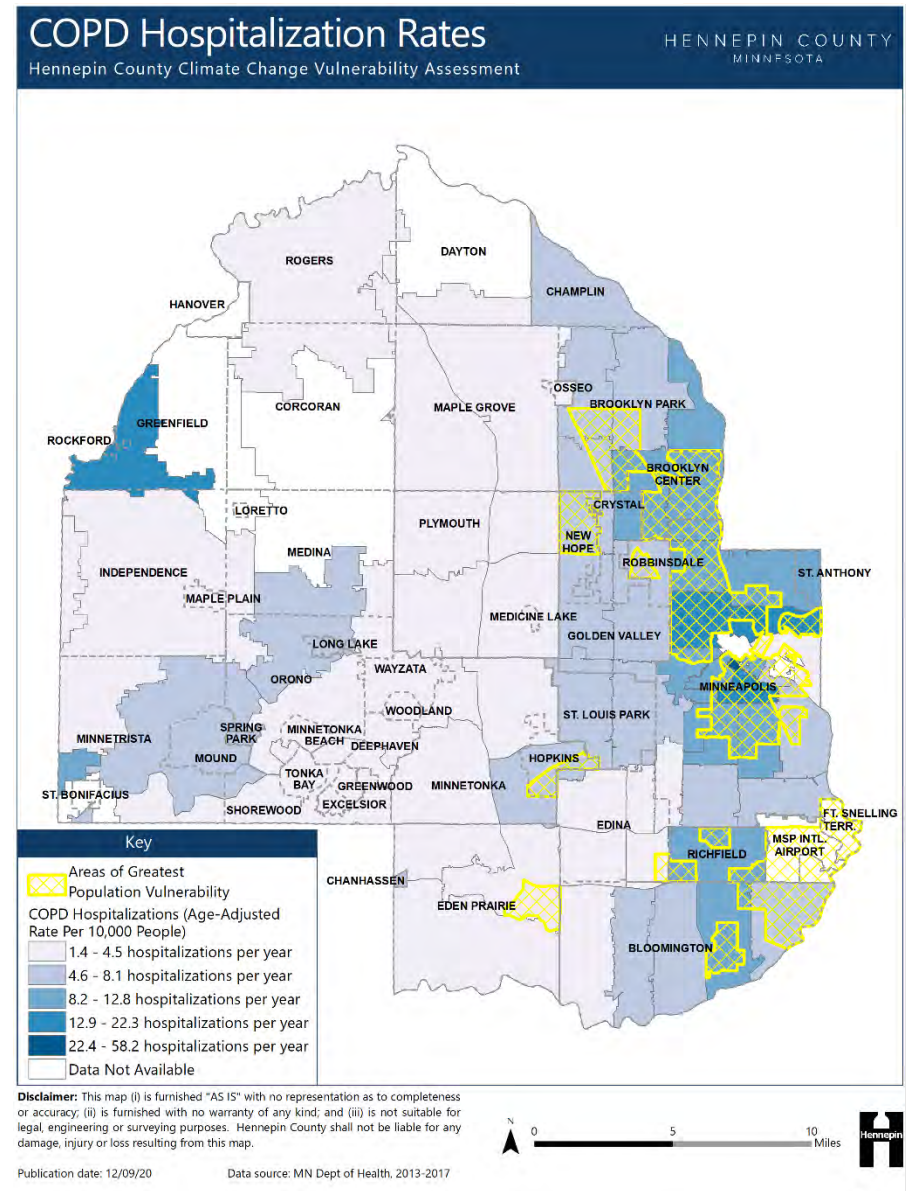 COPD Hospitalization Rates
HENNEPIN COUNTY
MINNESOTA
Hennepin County Climate Change Vulnerability Assessment
DAYTON
ROGERS
CHAMPLIN
HANOVER
OSSEO
BROOKLYN PARK
CORCORAN
MAPLE GROVE
GREENFIELD
ROCKFORD
BROOKLYN
CENTER
CRYSTAL
LORETTO
PLYMOUTH
NEW
HOPE
MEDINA
ROBBINSDALE
INDEPENDENCE
ST. ANTHONY
MAPLE PLAIN
MEDICINE LAKE
GOLDEN VALLEY
LONG LAKE
WAYZATA
ORONO
MINNEAPOLIS
WOODLAND
ST. LOUIS PARK
SPRING
PARK
MINNETONKA
BEACH
MINNETRISTA
DEEPHAVEN
MOUND
HOPKINS
TONKA
BAY
GREENWOOD
MINNETONKA
ST. BONIFACIUS
EXCELSIOR
SHOREWOOD
FT. SNELLING
TERR.
EDINA
MSP INTL.
AIRPORT
RICHFIELD
CHANHASSEN
EDEN PRAIRIE
BLOOMINGTON
Key
Areas of Greatest
Population Vulnerability
COPD Hospitalizations (Age-Adjusted
Rate Per 10,000 People)
1.4 - 4.5 hospitalizations per year
4.6 - 8.1 hospitalizations per year
8.2 - 12.8 hospitalizations per year
12.9 - 22.3 hospitalizations per year
22.4 - 58.2 hospitalizations per year
Data Not Available
Disclaimer: This map (i) is furnished "AS IS" with no representation as to completeness
or accuracy; (ii) is furnished with no warranty of any kind; and (iii) is not suitable for
legal, engineering or surveying purposes. Hennepin County shall not be liable for any
damage, injury or loss resulting from this map.
Publication date: 12/09/20
Data source: MN Dept of Health, 2013-2017
N
0
5
10
Miles
Hennepin